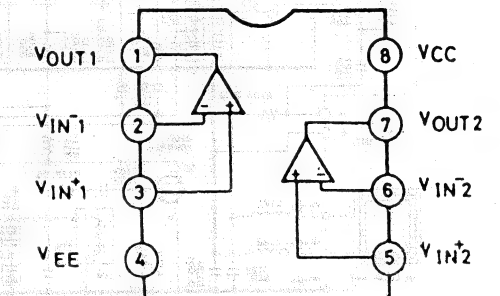 VOUT1 1 8 VCC
VIN-1 2 - + 7 VOUT2
VIN+1 3 + - 6 VIN-2
VEE 4 5 VIN+2